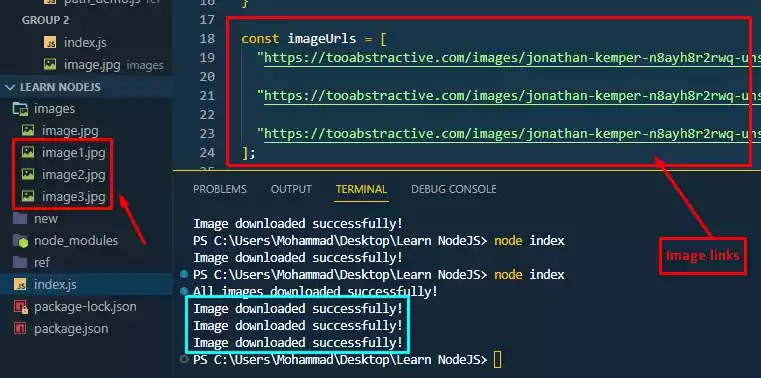 path_demo.js ref
GROUP 2
index.js
image.jpg images
LEARN NODEJS
images
image.jpg
image1.jpg
image2.jpg
image3.jpg
new
node_modules
ref
index.js
package-lock.json
package.json
16 }
17
18 const imageUrls = [
19 "https://tooabstractive.com/images/jonathan-kemper-n8ayh8r2rwq-uns
20
21 "https://tooabstractive.com/images/jonathan-kemper-n8ayh8r2rwq-uns
22
23 "https://tooabstractive.com/images/jonathan-kemper-n8ayh8r2rwq-uns
24 ];
Image links
PROBLEMS OUTPUT TERMINAL DEBUG CONSOLE
Image downloaded successfully!
PS C:\Users\Mohammad\Desktop\Learn NodeJS> node index
Image downloaded successfully!
PS C:\Users\Mohammad\Desktop\Learn NodeJS> node index
All images downloaded successfully!
Image downloaded successfully!
Image downloaded successfully!
Image downloaded successfully!
PS C:\Users\Mohammad\Desktop\Learn NodeJS>